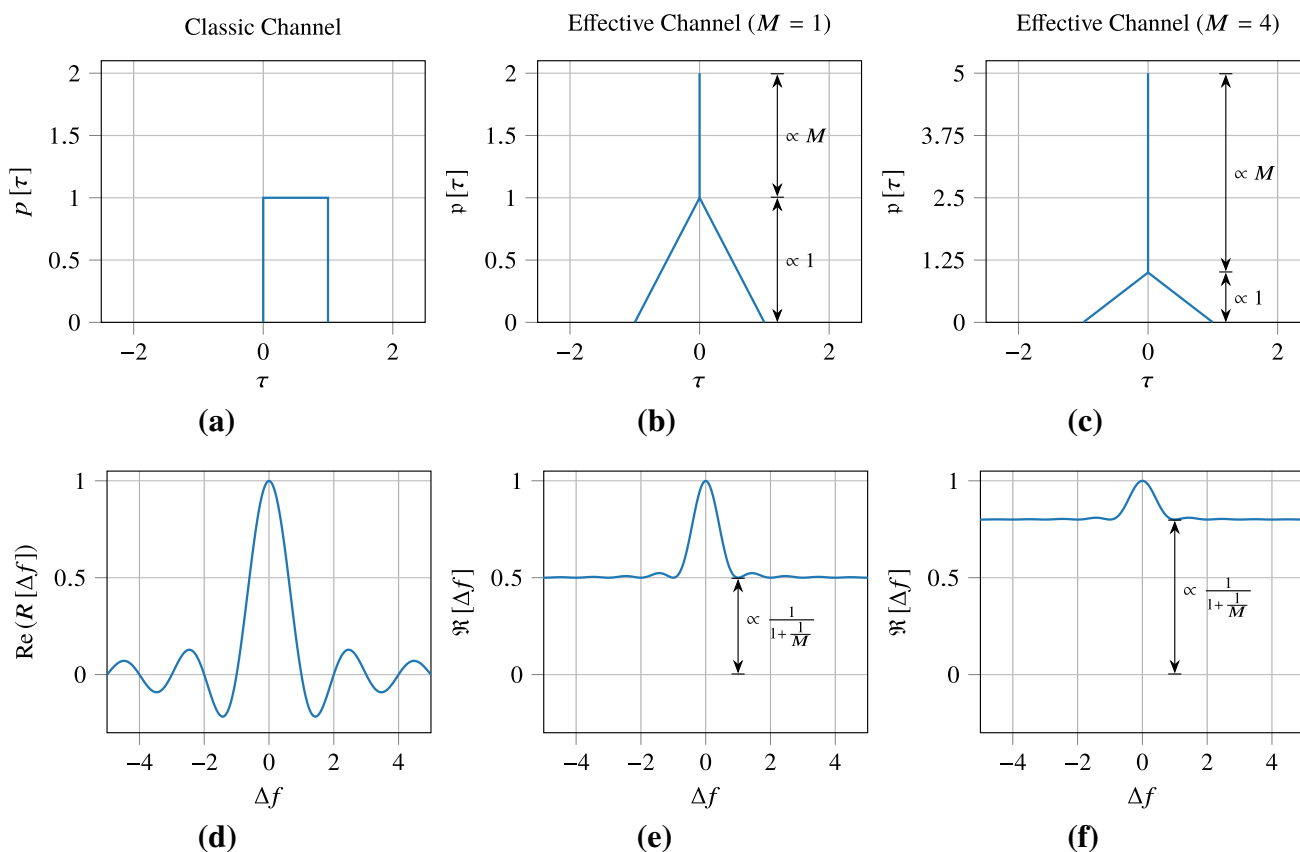 Classic Channel
Effective Channel (M = 1)
Effective Channel (M = 4)
2
1.5
1
0.5
0
p [τ]
−2
0
2
τ
(a)
2
1.5
1
0.5
0
𝔭 [τ]
∝ M
∝ 1
−2
0
2
τ
(b)
5
3.75
2.5
1.25
0
𝔭 [τ]
∝ M
∝ 1
−2
0
2
τ
(c)
1
0.5
0
Re (R [Δf])
−4
−2
0
2
4
Δf
(d)
1
0.5
0
ℜ [Δf]
∝ 1/(1+1/M)
−4
−2
0
2
4
Δf
(e)
1
0.5
0
ℜ [Δf]
∝ 1/(1+1/M)
−4
−2
0
2
4
Δf
(f)